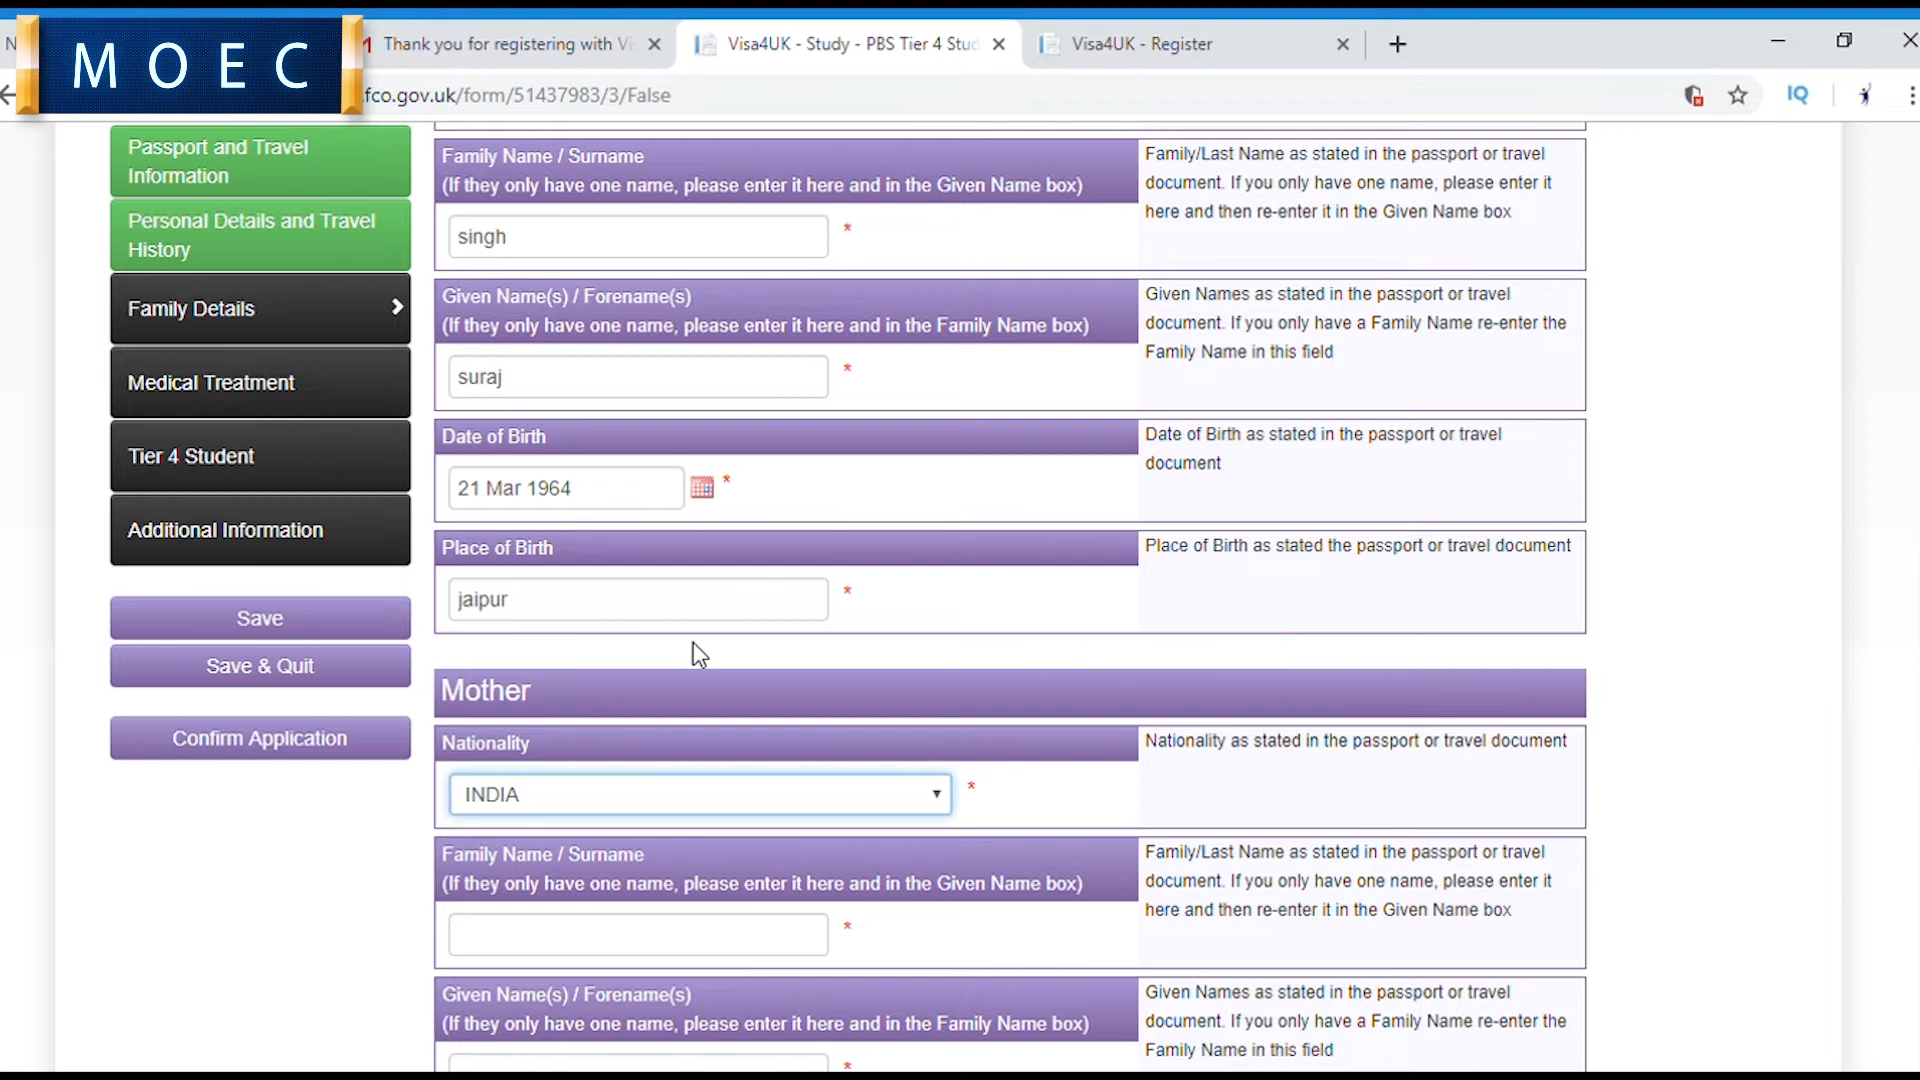 MOEC
Thank you for registering with Vi
Visa4UK - Study - PBS Tier 4 Stud
Visa4UK - Register
fco.gov.uk/form/51437983/3/False
IQ
Passport and Travel
Information
Personal Details and Travel
History
Family Details
Medical Treatment
Tier 4 Student
Additional Information
Save
Save & Quit
Confirm Application
Family Name / Surname
(If they only have one name, please enter it here and in the Given Name box)
singh *
Family/Last Name as stated in the passport or travel
document. If you only have one name, please enter it
here and then re-enter it in the Given Name box
Given Name(s) / Forename(s)
(If they only have one name, please enter it here and in the Family Name box)
suraj *
Given Names as stated in the passport or travel
document. If you only have a Family Name re-enter the
Family Name in this field
Date of Birth
21 Mar 1964 *
Date of Birth as stated in the passport or travel
document
Place of Birth
jaipur *
Place of Birth as stated the passport or travel document
Mother
Nationality
INDIA *
Nationality as stated in the passport or travel document
Family Name / Surname
(If they only have one name, please enter it here and in the Given Name box)
*
Family/Last Name as stated in the passport or travel
document. If you only have one name, please enter it
here and then re-enter it in the Given Name box
Given Name(s) / Forename(s)
(If they only have one name, please enter it here and in the Family Name box)
*
Given Names as stated in the passport or travel
document. If you only have a Family Name re-enter the
Family Name in this field